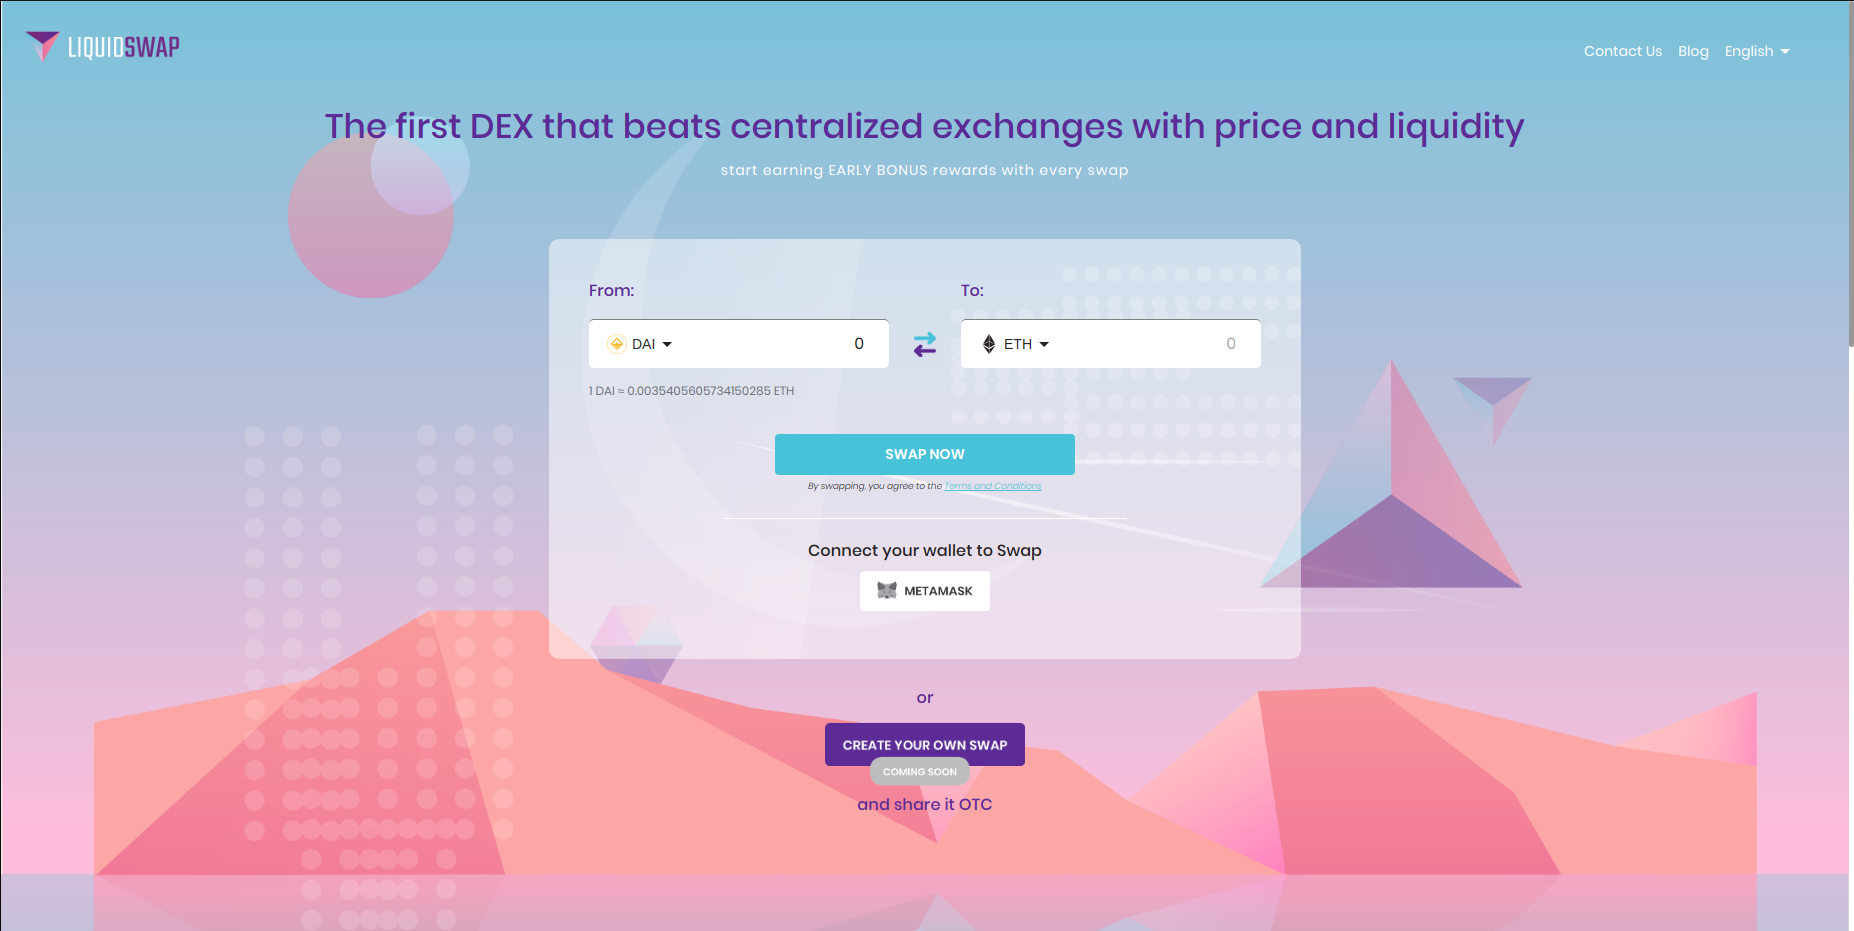 LIQUIDSWAP
Contact Us Blog English
The first DEX that beats centralized exchanges with price and liquidity
start earning EARLY BONUS rewards with every swap
From:
To:
DAI 0
ETH 0
1 DAI ≈ 0.0035405605734150285 ETH
SWAP NOW
By swapping, you agree to the Terms and Conditions
Connect your wallet to Swap
METAMASK
or
CREATE YOUR OWN SWAP
COMING SOON
and share it OTC